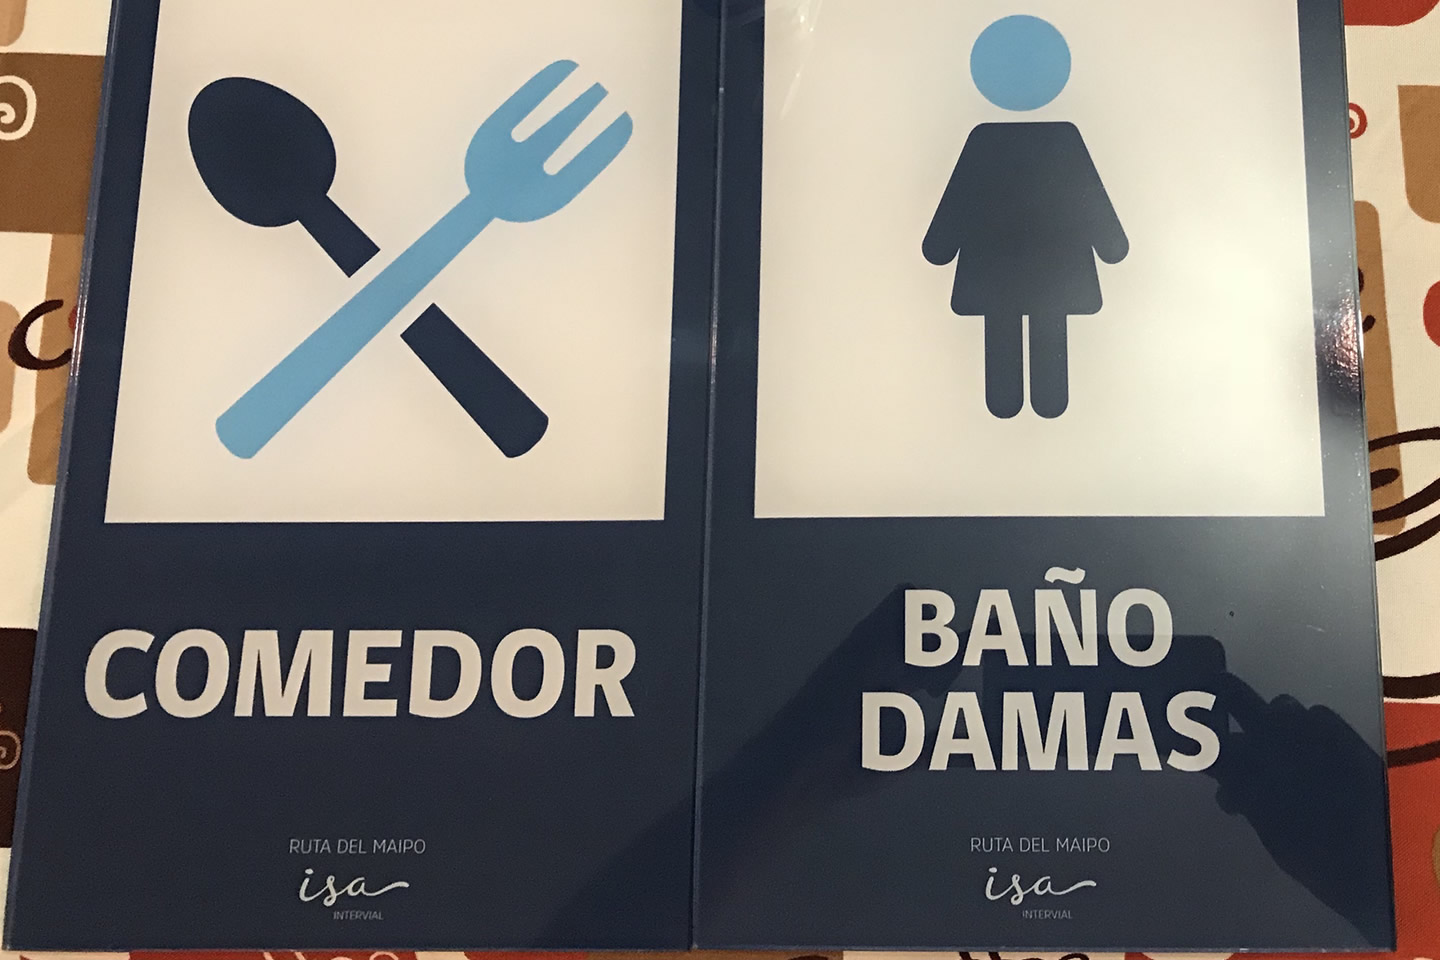 COMEDOR
RUTA DEL MAIPO
isa
INTERVIAL
BAÑO
DAMAS
RUTA DEL MAIPO
isa
INTERVIAL